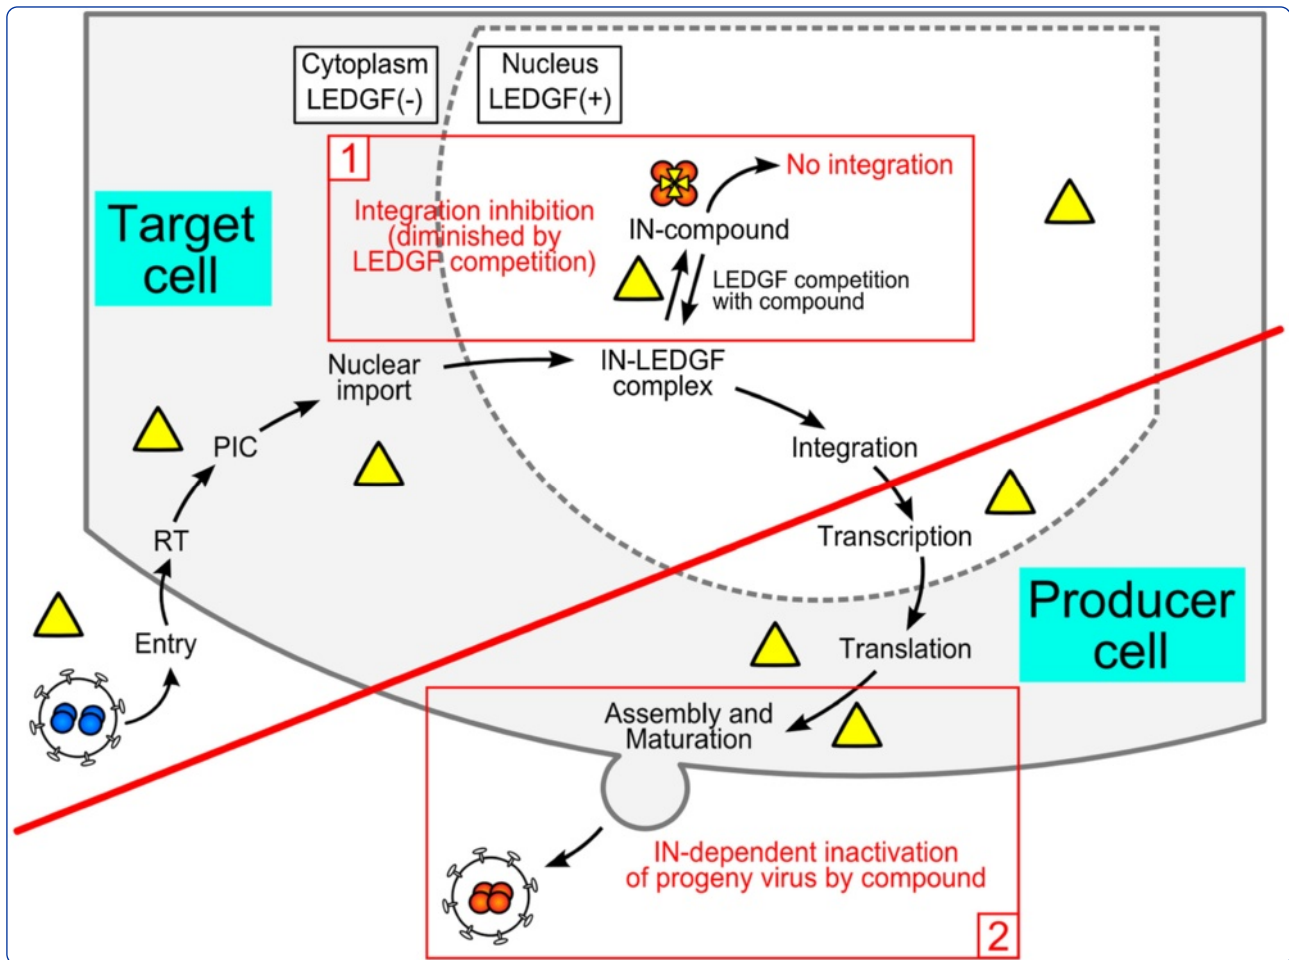 Cytoplasm
LEDGF(-)
Nucleus
LEDGF(+)
1
No integration
Integration inhibition
(diminished by
LEDGF competition)
IN-compound
LEDGF competition
with compound
Target
cell
Nuclear
import
IN-LEDGF
complex
PIC
Integration
RT
Transcription
Entry
Producer
cell
Translation
Assembly and
Maturation
IN-dependent inactivation
of progeny virus by compound
2